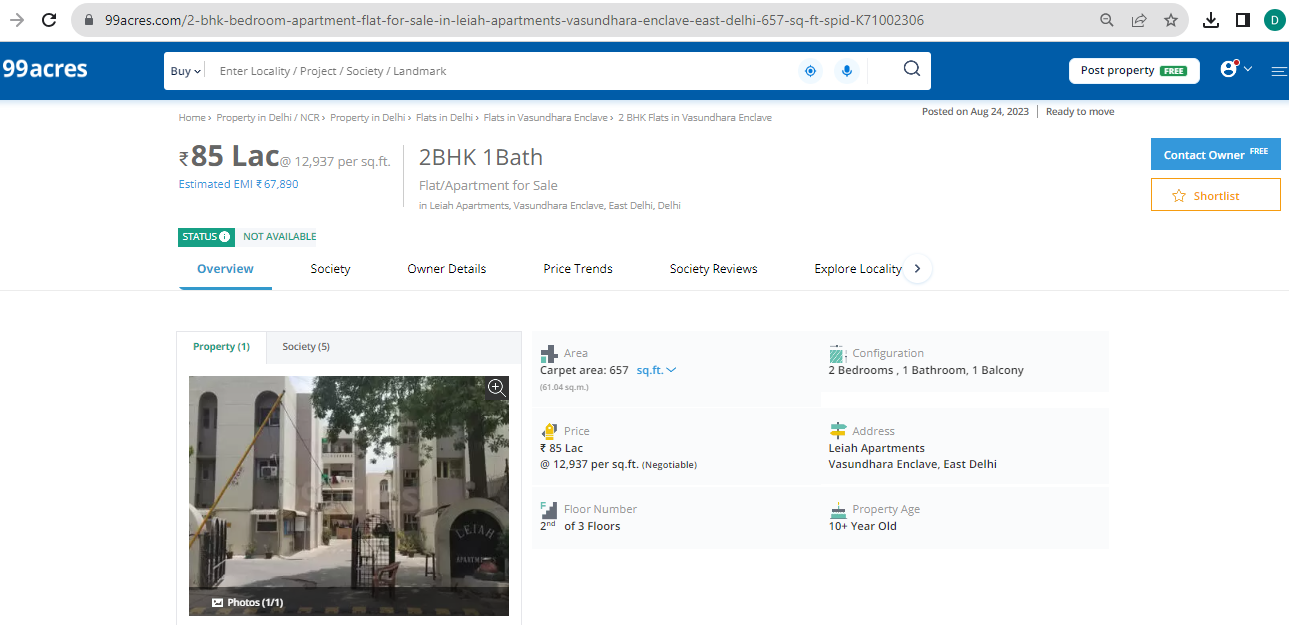 99acres.com/2-bhk-bedroom-apartment-flat-for-sale-in-leiah-apartments-vasundhara-enclave-east-delhi-657-sq-ft-spid-K71002306
D
99acres
Buy
Enter Locality / Project / Society / Landmark
Post property FREE
Home › Property in Delhi / NCR › Property in Delhi › Flats in Delhi › Flats in Vasundhara Enclave › 2 BHK Flats in Vasundhara Enclave
Posted on Aug 24, 2023 | Ready to move
₹85 Lac @ 12,937 per sq.ft.
Estimated EMI ₹ 67,890
2BHK 1Bath
Flat/Apartment for Sale
in Leiah Apartments, Vasundhara Enclave, East Delhi, Delhi
Contact Owner FREE
Shortlist
STATUS i NOT AVAILABLE
Overview Society Owner Details Price Trends Society Reviews Explore Locality
Property (1) Society (5)
LEIAH
APARTMENTS
Photos (1/1)
Area
Carpet area: 657 sq.ft.
(61.04 sq.m.)
Configuration
2 Bedrooms , 1 Bathroom, 1 Balcony
Price
₹ 85 Lac
@ 12,937 per sq.ft. (Negotiable)
Address
Leiah Apartments
Vasundhara Enclave, East Delhi
F Floor Number
2nd of 3 Floors
Property Age
10+ Year Old